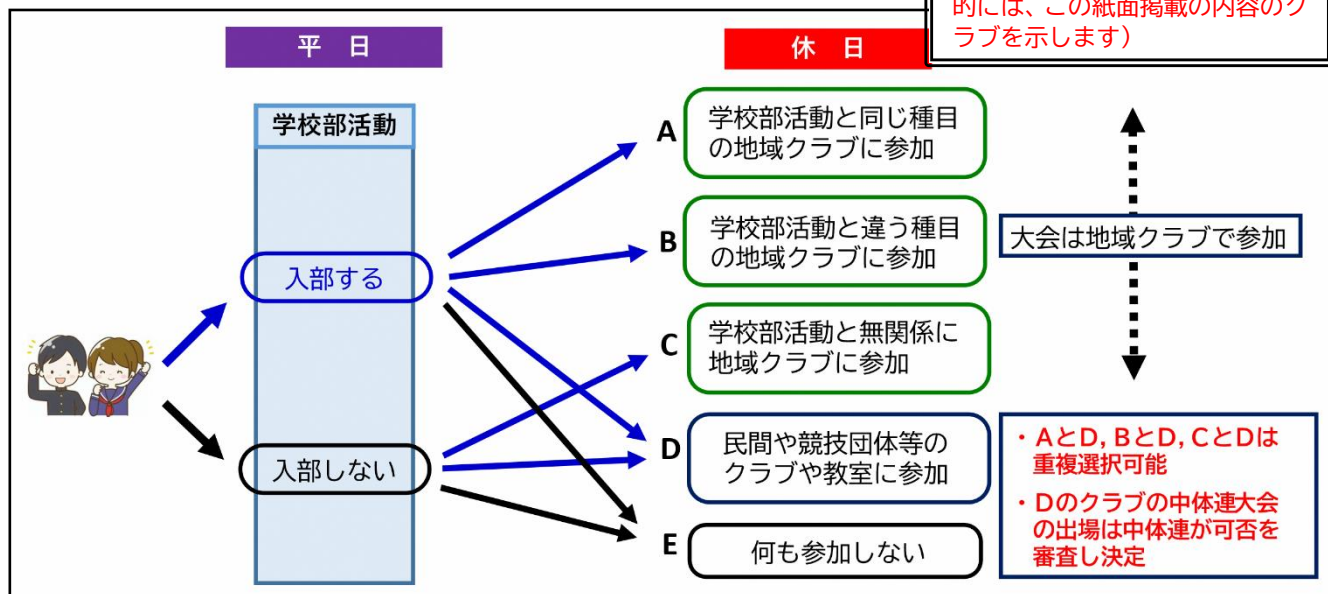 的には、この紙面掲載の内容のク
ラブを示します）
平 日
休 日
学校部活動
入部する
入部しない
A
学校部活動と同じ種目
の地域クラブに参加
B
学校部活動と違う種目
の地域クラブに参加
C
学校部活動と無関係に
地域クラブに参加
D
民間や競技団体等の
クラブや教室に参加
E
何も参加しない
大会は地域クラブで参加
・AとD,BとD,CとDは
重複選択可能
・Dのクラブの中体連大会
の出場は中体連が可否を
審査し決定